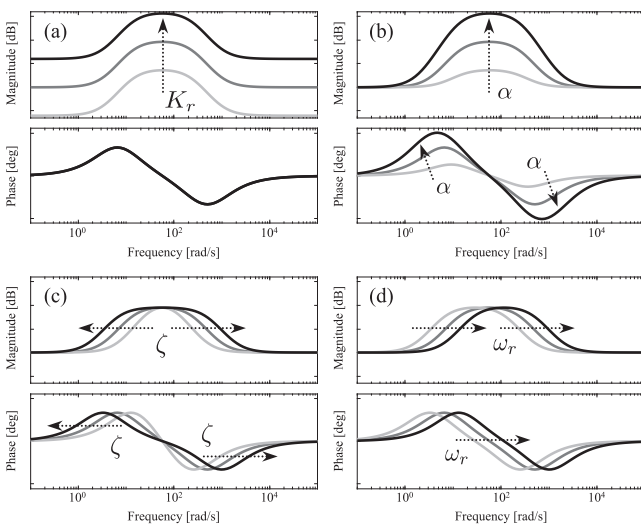 (a)
Magnitude [dB]
K_r
Phase [deg]
10^0 10^2 10^4
Frequency [rad/s]
(b)
Magnitude [dB]
α
Phase [deg]
α
α
10^0 10^2 10^4
Frequency [rad/s]
(c)
Magnitude [dB]
ζ
Phase [deg]
ζ
ζ
10^0 10^2 10^4
Frequency [rad/s]
(d)
Magnitude [dB]
ω_r
Phase [deg]
ω_r
10^0 10^2 10^4
Frequency [rad/s]